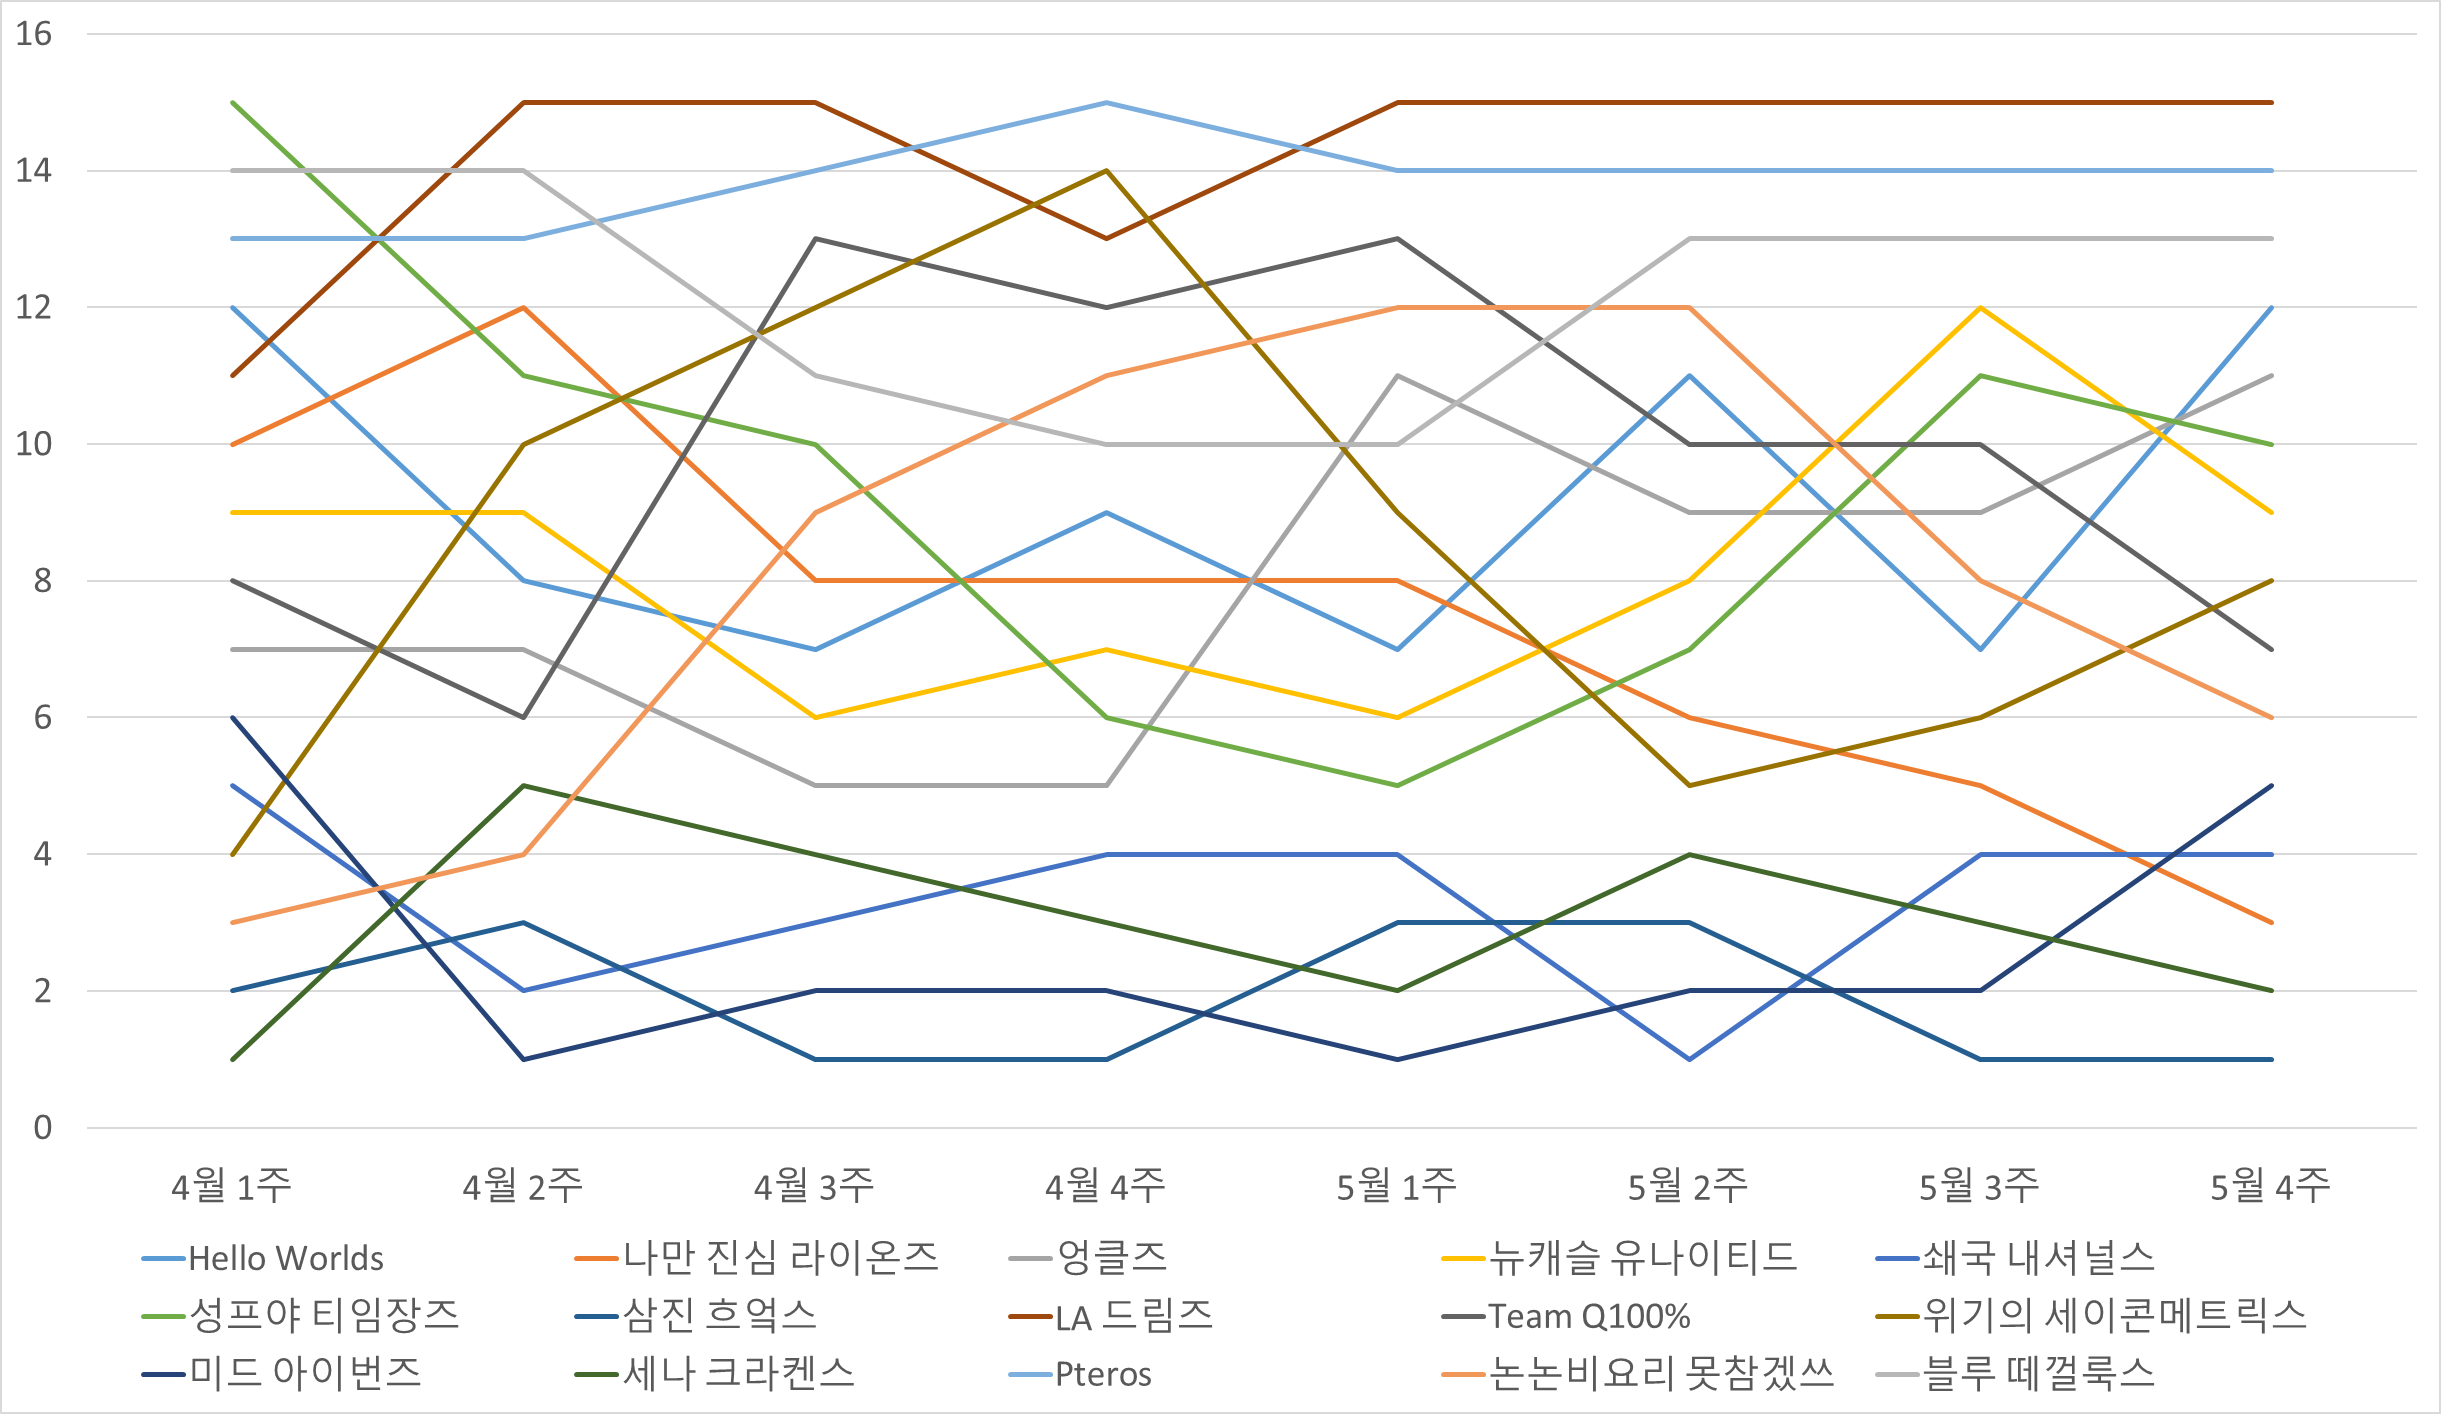 16
14
12
10
8
6
4
2
0
4월 1주 4월 2주 4월 3주 4월 4주 5월 1주 5월 2주 5월 3주 5월 4주
Hello Worlds 나만 진심 라이온즈 엉클즈 뉴캐슬 유나이티드 쇄국 내셔널스
성프야 티임장즈 삼진 흐엌스 LA 드림즈 Team Q100% 위기의 세이콘메트릭스
미드 아이번즈 세나 크라켄스 Pteros 논논비요리 못참겠쓰 블루 떼껄룩스